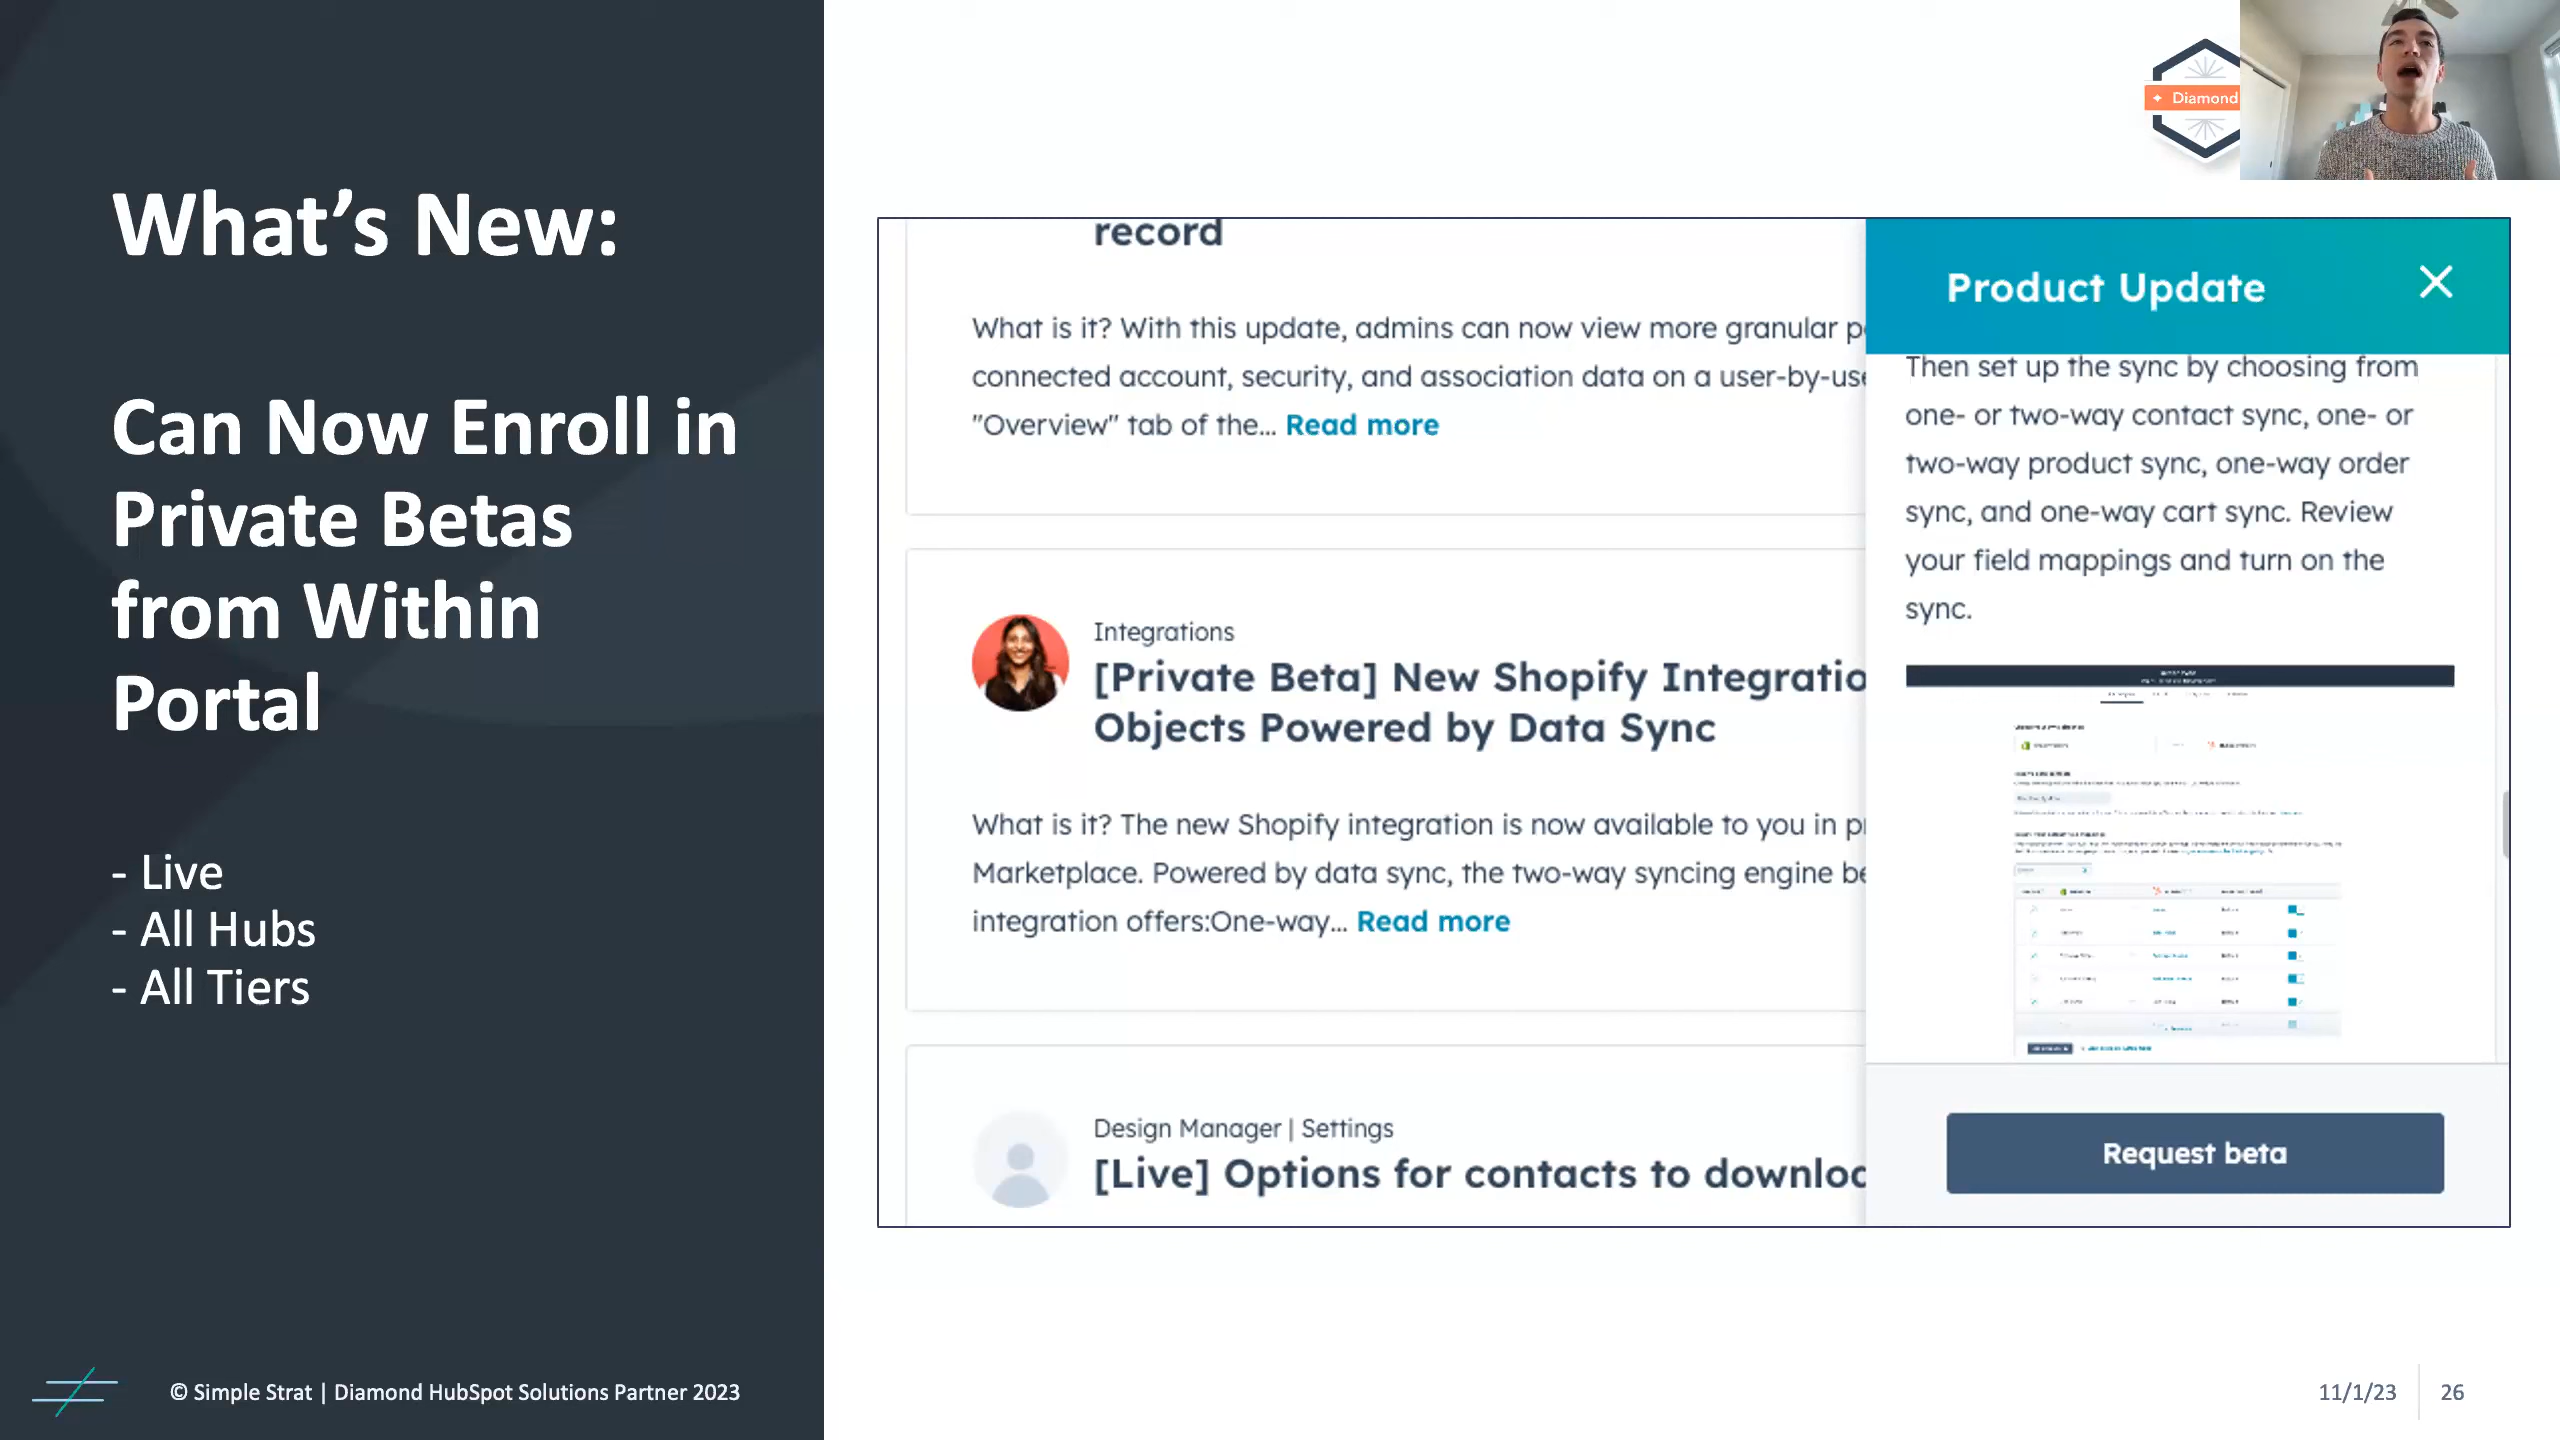 What’s New:
Can Now Enroll in
Private Betas
from Within
Portal
- Live
- All Hubs
- All Tiers
© Simple Strat | Diamond HubSpot Solutions Partner 2023
Diamond
record
What is it? With this update, admins can now view more granular
connected account, security, and association data on a
"Overview" tab of the... Read more
Integrations
[Private Beta] New Shopify
Objects Powered by Data Sync
What is it? The new Shopify integration is now available to you in
Marketplace. Powered by data sync, the two-way syncing engine
integration offers:One-way... Read more
Design Manager | Settings
[Live] Options for contacts to
Product Update
Then set up the sync by choosing from
one- or two-way contact sync, one- or
two-way product sync, one-way order
sync, and one-way cart sync. Review
your field mappings and turn on the
sync.
Request beta
11/1/23
26